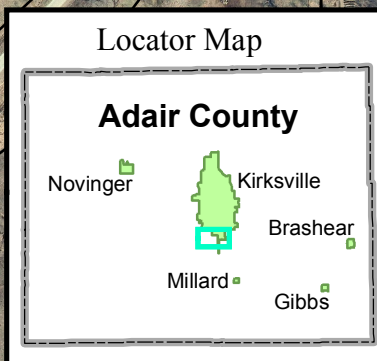 Locator Map
Adair County
Novinger
Kirksville
Brashear
Millard
Gibbs